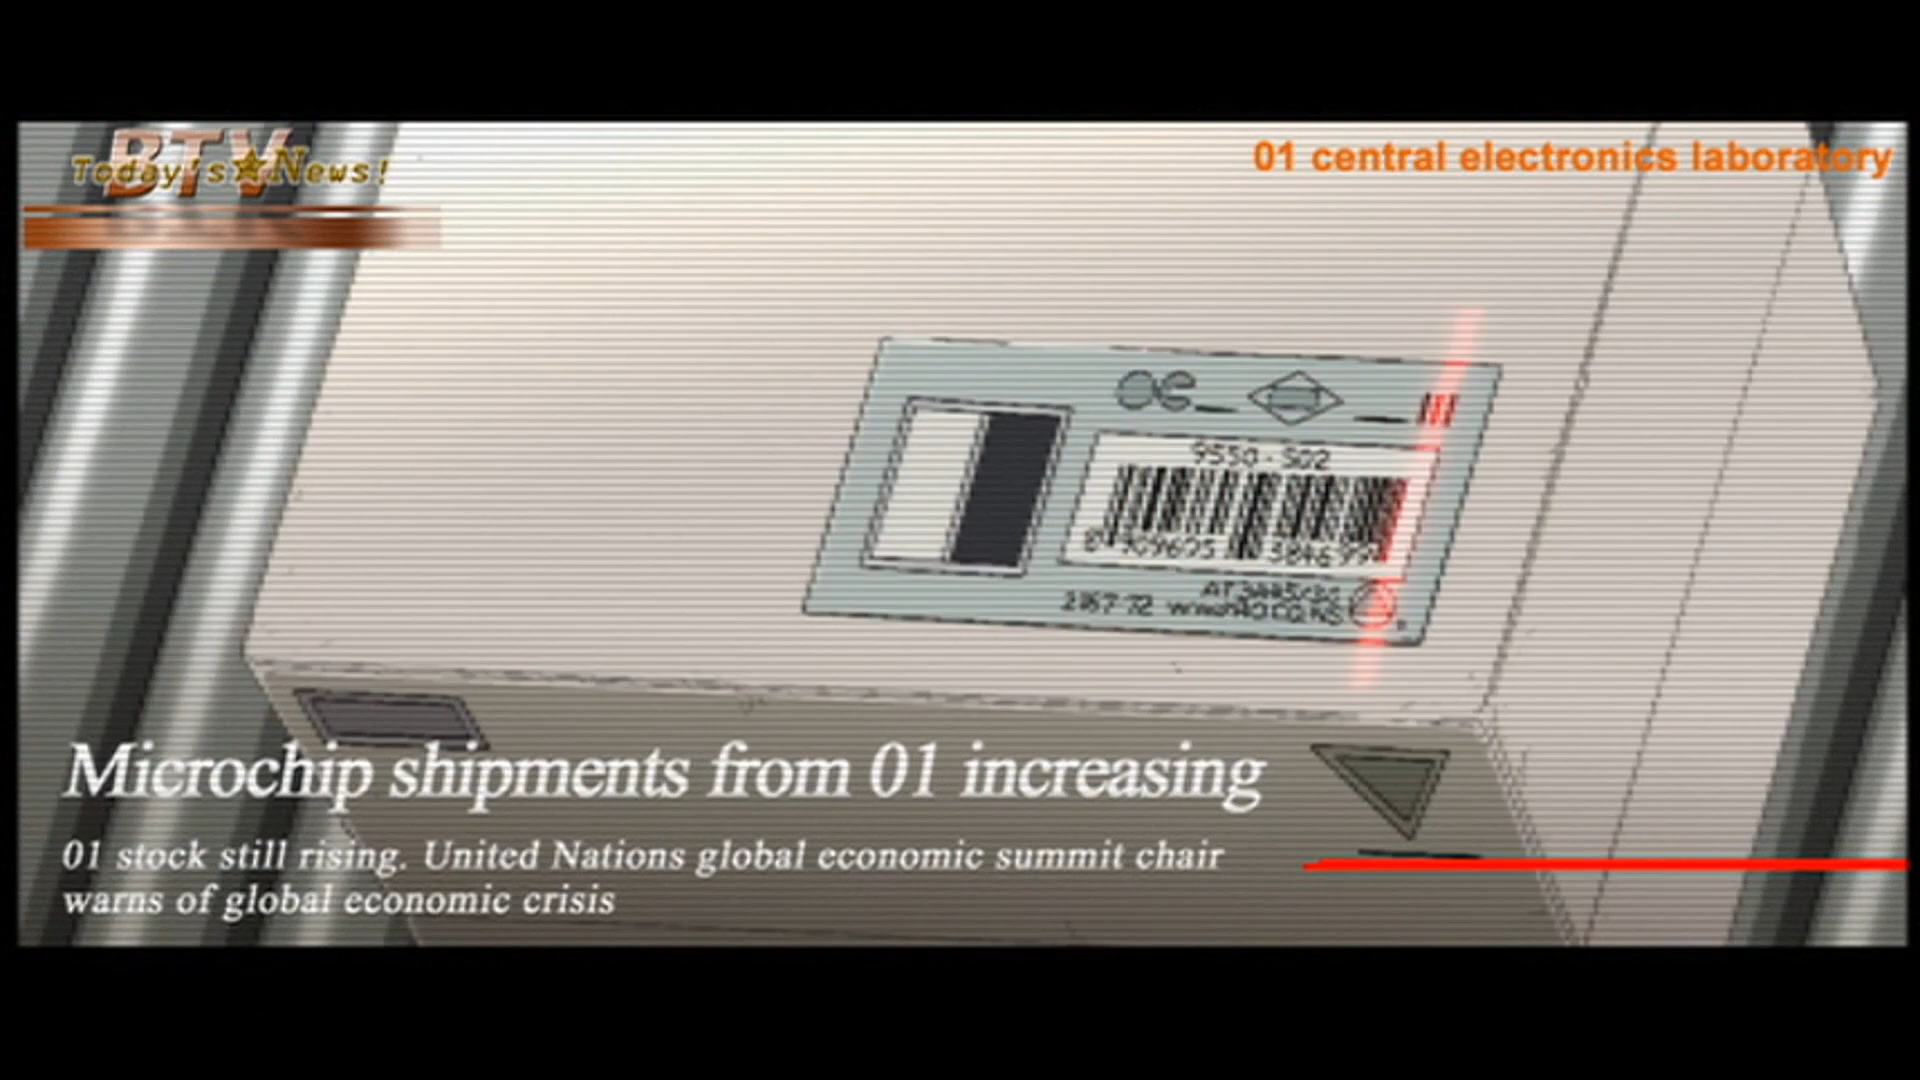 BTV
Today's★News!
01 central electronics laboratory
9550-S02
Microchip shipments from 01 increasing
01 stock still rising. United Nations global economic summit chair
warns of global economic crisis